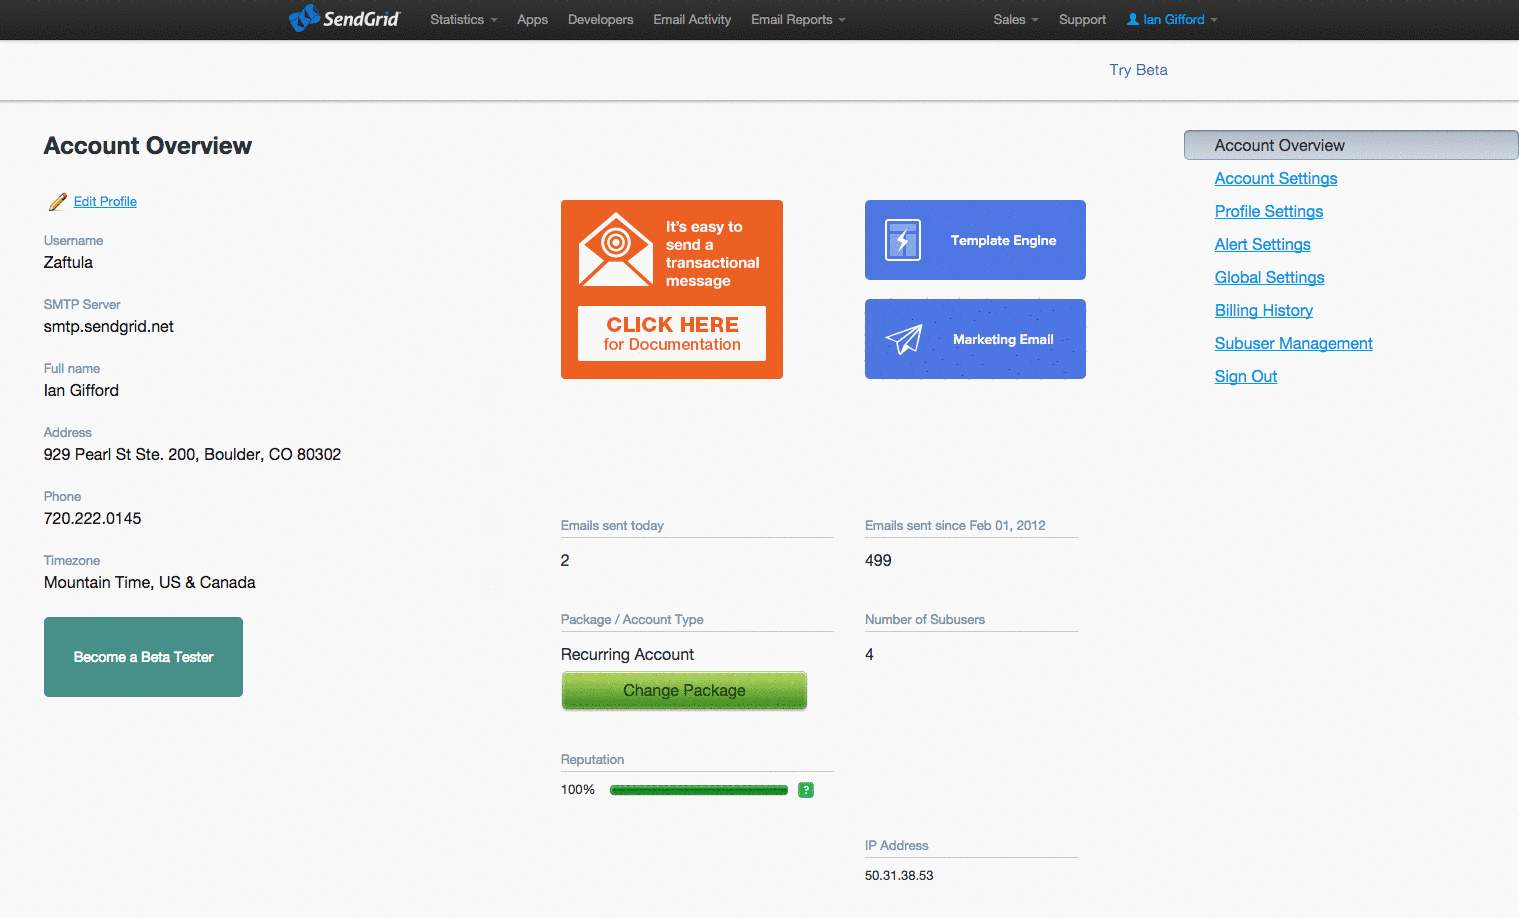 SendGrid
Statistics
Apps
Developers
Email Activity
Email Reports
Sales
Support
Ian Gifford
Try Beta
Account Overview
Edit Profile
Username
Zaftula
SMTP Server
smtp.sendgrid.net
Full name
Ian Gifford
Address
929 Pearl St Ste. 200, Boulder, CO 80302
Phone
720.222.0145
Timezone
Mountain Time, US & Canada
Become a Beta Tester
It's easy to
send a
transactional
message
CLICK HERE
for Documentation
Template Engine
Marketing Email
Emails sent today
2
Emails sent since Feb 01, 2012
499
Package / Account Type
Recurring Account
Change Package
Number of Subusers
4
Reputation
100%
?
IP Address
50.31.38.53
Account Overview
Account Settings
Profile Settings
Alert Settings
Global Settings
Billing History
Subuser Management
Sign Out